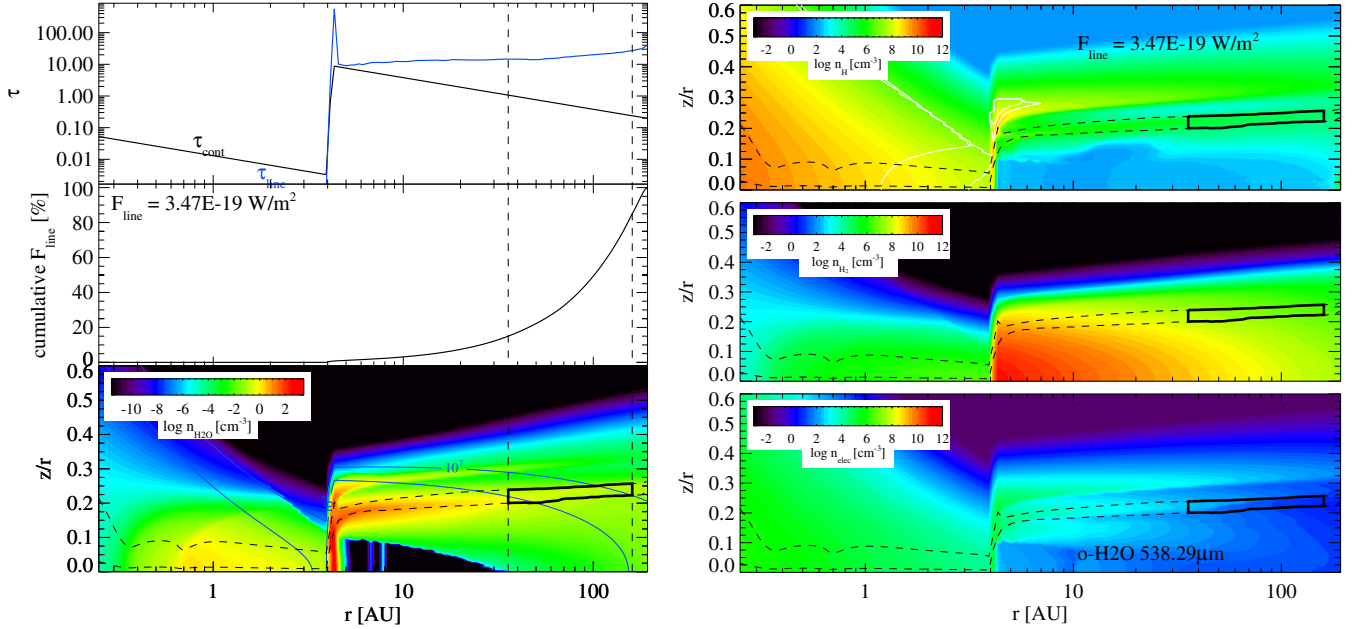 100.00
10.00
1.00
0.10
0.01
τ
τcont
τline
100
80
60
40
20
0
cumulative Fline [%]
Fline = 3.47E-19 W/m²
0.6
0.5
0.4
0.3
0.2
0.1
0.0
z/r
-10 -8 -6 -4 -2 0 2
log nH2O [cm-3]
10²
1 10 100
r [AU]
0.6
0.5
0.4
0.3
0.2
0.1
0.0
z/r
-2 0 2 4 6 8 10 12
log nH [cm-3]
Fline = 3.47E-19 W/m²
0.5
0.4
0.3
0.2
0.1
0.0
z/r
-2 0 2 4 6 8 10 12
log nH2 [cm-3]
0.6
0.5
0.4
0.3
0.2
0.1
0.0
z/r
-2 0 2 4 6 8 10 12
log nelec [cm-3]
o-H2O 538.29μm
1 10 100
r [AU]